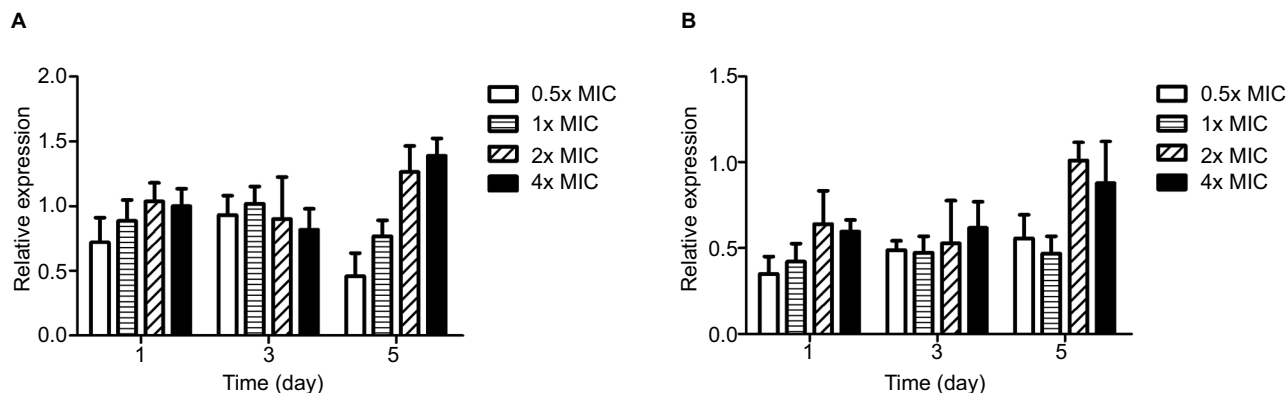 A
Relative expression
2.0
1.5
1.0
0.5
0.0
1 3 5
Time (day)
0.5x MIC
1x MIC
2x MIC
4x MIC
B
Relative expression
1.5
1.0
0.5
0.0
1 3 5
Time (day)
0.5x MIC
1x MIC
2x MIC
4x MIC